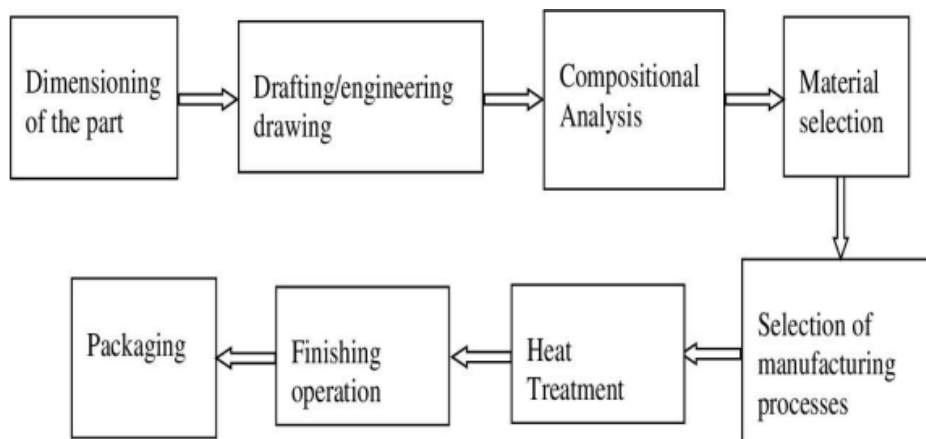 Dimensioning
of the part
Drafting/engineering
drawing
Compositional
Analysis
Material
selection
Selection of
manufacturing
processes
Heat
Treatment
Finishing
operation
Packaging